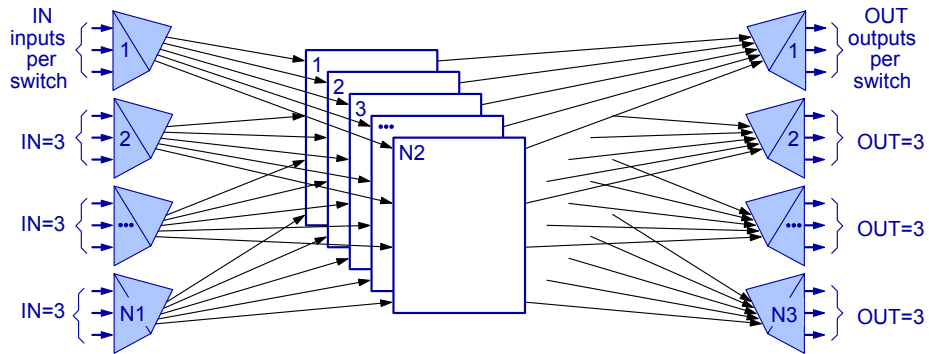 IN
inputs
per
switch
1
1
2
3
•••
N2
1
OUT
outputs
per
switch
IN=3
2
2
OUT=3
IN=3
•••
•••
OUT=3
IN=3
N1
N3
OUT=3